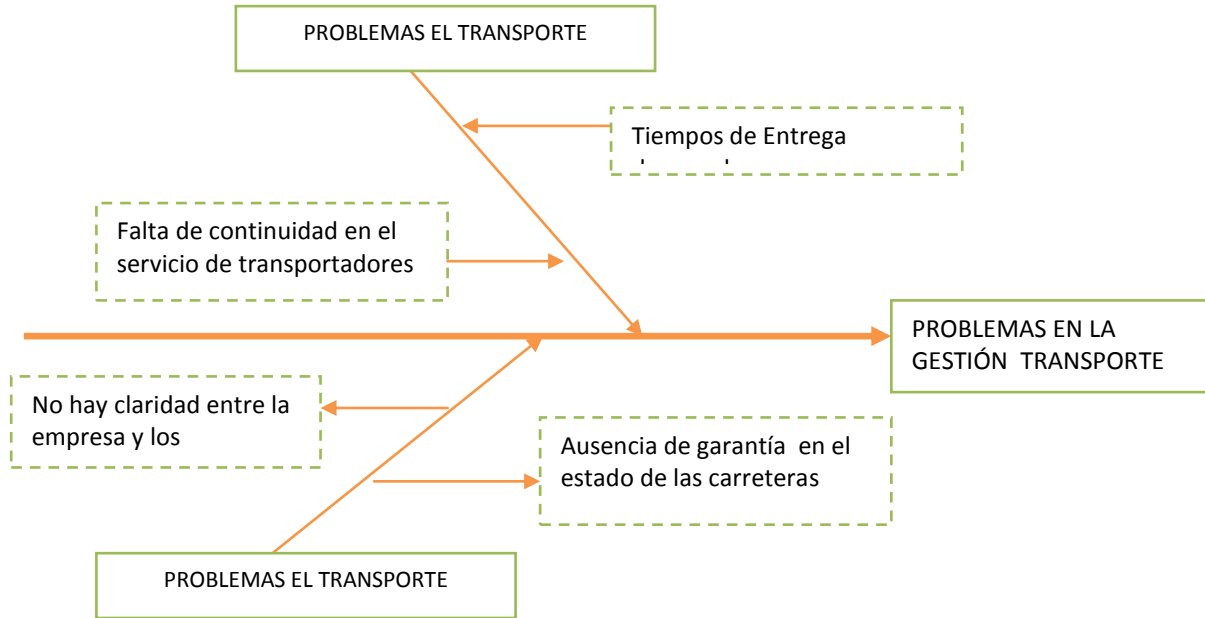 PROBLEMAS EL TRANSPORTE
Tiempos de Entrega
Falta de continuidad en el
servicio de transportadores
PROBLEMAS EN LA
GESTIÓN  TRANSPORTE
No hay claridad entre la
empresa y los
Ausencia de garantía  en el
estado de las carreteras
PROBLEMAS EL TRANSPORTE